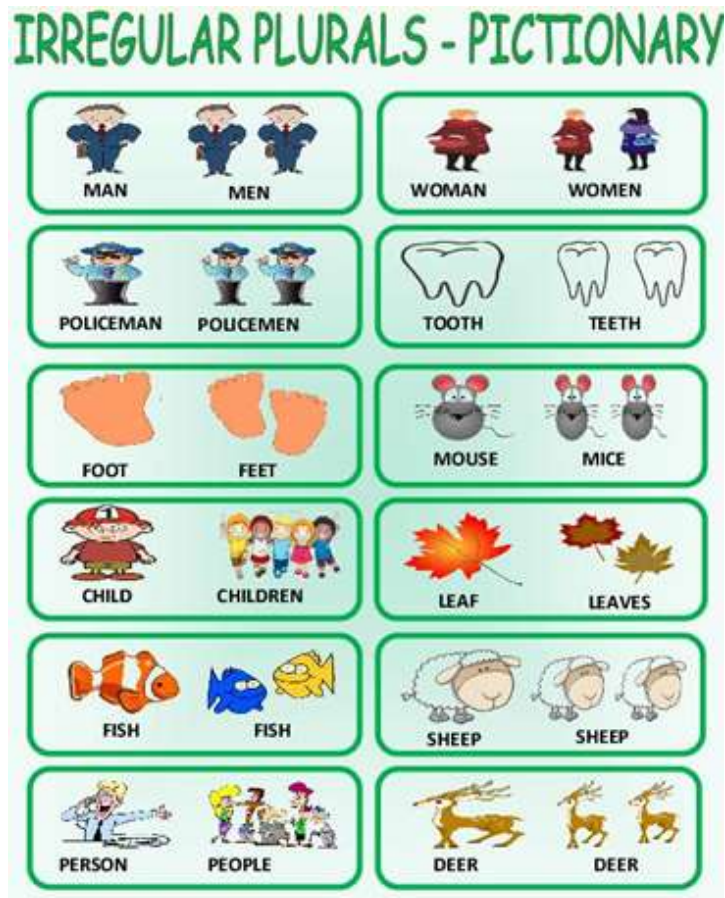 IRREGULAR PLURALS - PICTIONARY
MAN MEN
WOMAN WOMEN
POLICEMAN POLICEMEN
TOOTH TEETH
FOOT FEET
MOUSE MICE
CHILD CHILDREN
LEAF LEAVES
FISH FISH
SHEEP SHEEP
PERSON PEOPLE
DEER DEER